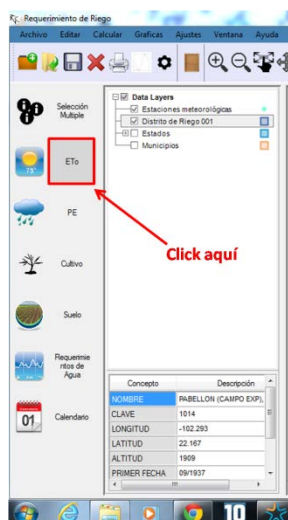 Requerimiento de Riego
Archivo Editar Calcular Graficas Ajustes Ventana Ayuda
Selección
Multiple
Data Layers
Estaciones meteorológicas
Distrito de Riego 001
Estados
Municipios
73°
ETo
PE
Click aquí
Cultivo
Suelo
Requerimie
ntos de
Agua
01
Calendario
Concepto Descripción
NOMBRE PABELLON (CAMPO EXP),
CLAVE 1014
LONGITUD -102.293
LATITUD 22.167
ALTITUD 1909
PRIMER FECHA 09/1937
10